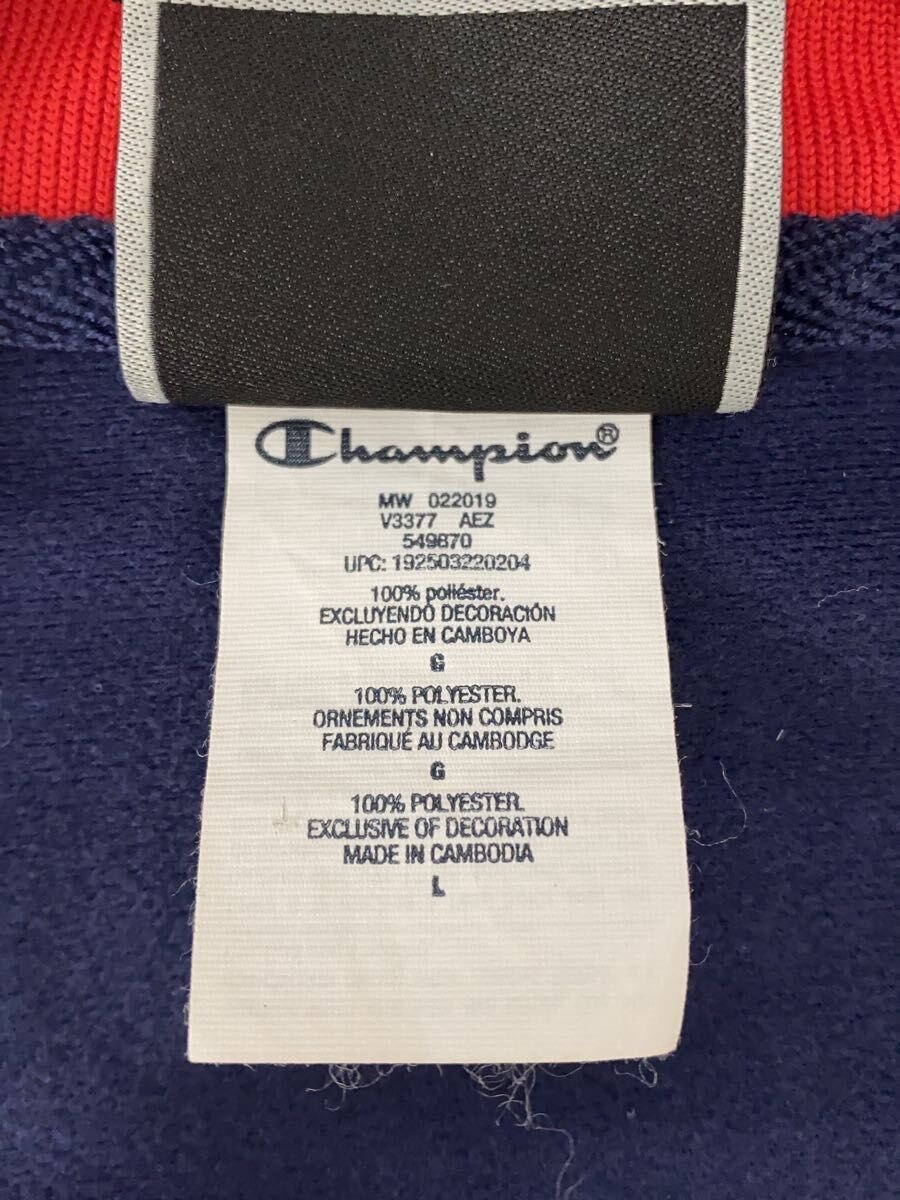 Champion®
MW 022019
V3377 AEZ
549870
UPC: 192503220204
100% poliéster.
EXCLUYENDO DECORACIÓN
HECHO EN CAMBOYA
G
100% POLYESTER.
ORNEMENTS NON COMPRIS
FABRIQUÉ AU CAMBODGE
G
100% POLYESTER.
EXCLUSIVE OF DECORATION
MADE IN CAMBODIA
L